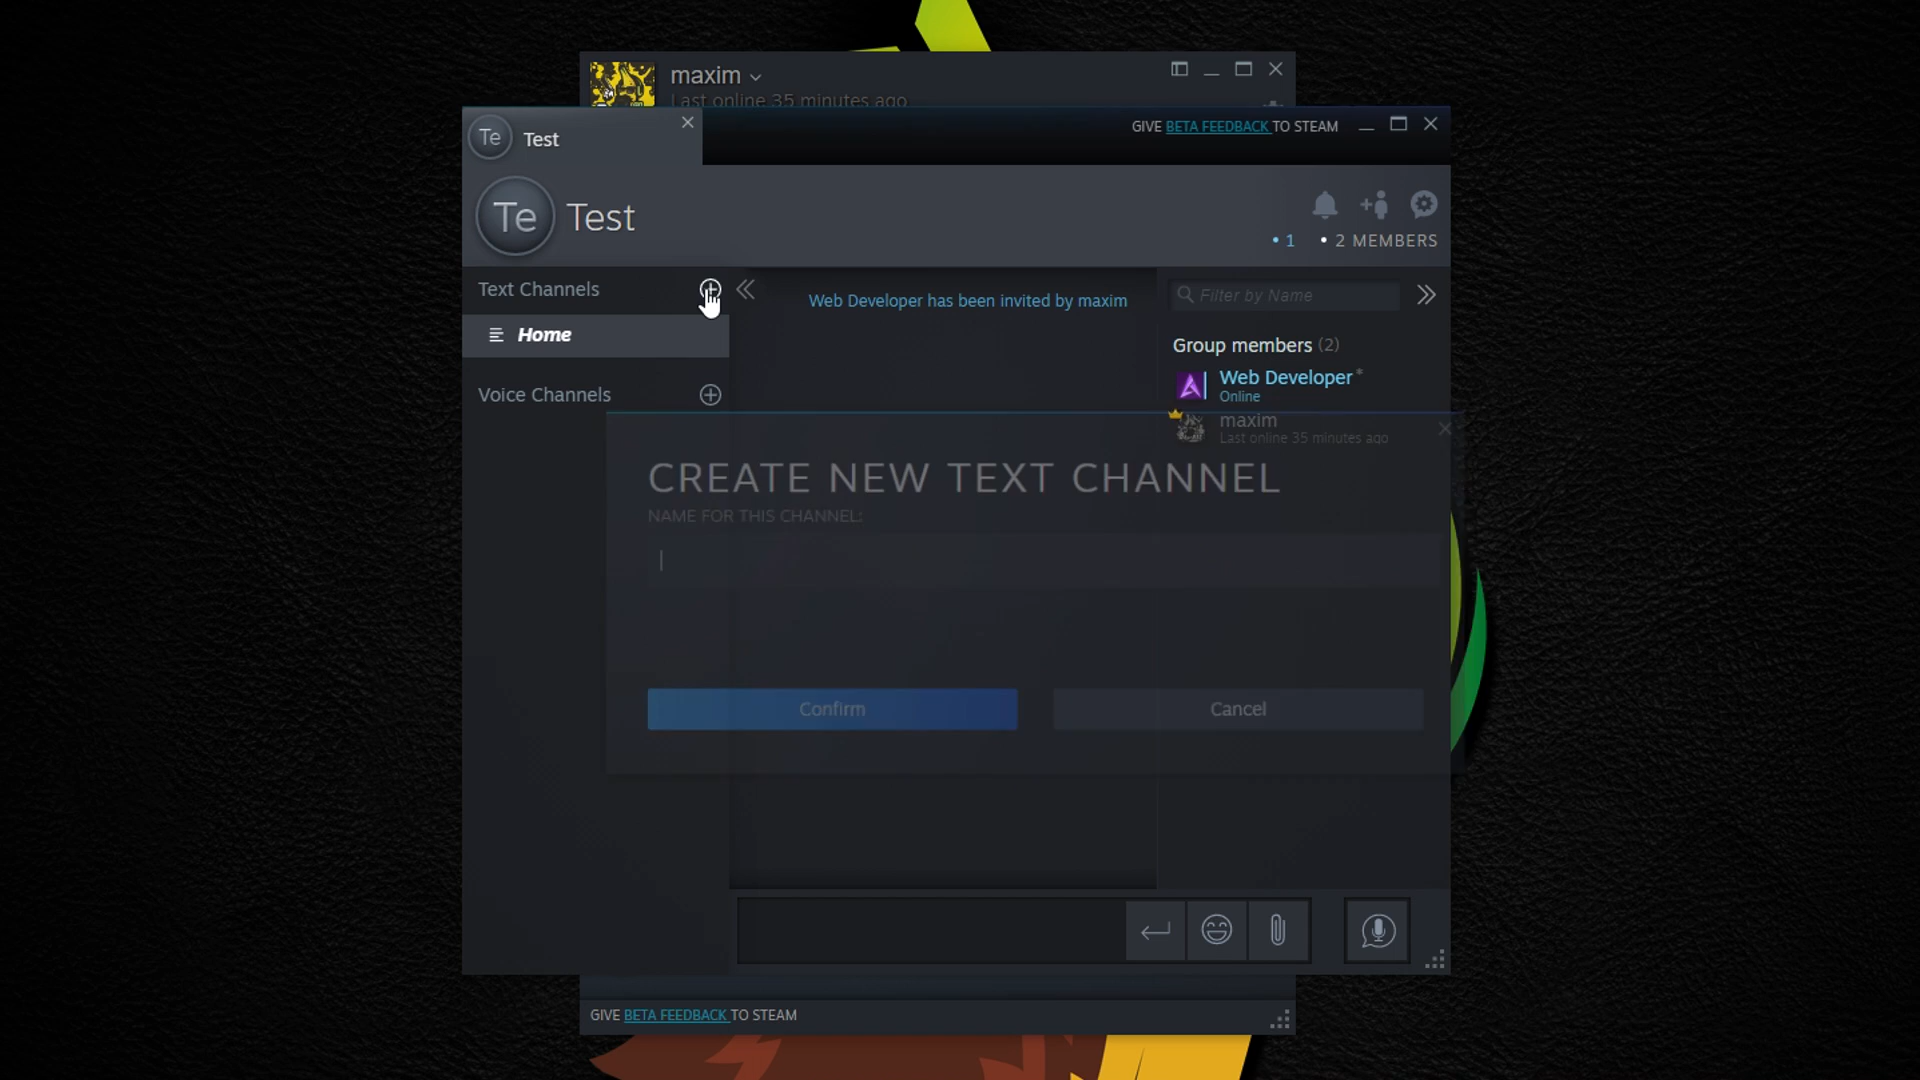 maxim
Last online 35 minutes ago
Te Test
GIVE BETA FEEDBACK TO STEAM
Te Test
• 1 • 2 MEMBERS
Text Channels
Home
Voice Channels
Web Developer has been invited by maxim
Filter by Name
Group members (2)
Web Developer *
Online
maxim
Last online 35 minutes ago
CREATE NEW TEXT CHANNEL
NAME FOR THIS CHANNEL:
Confirm Cancel
GIVE BETA FEEDBACK TO STEAM